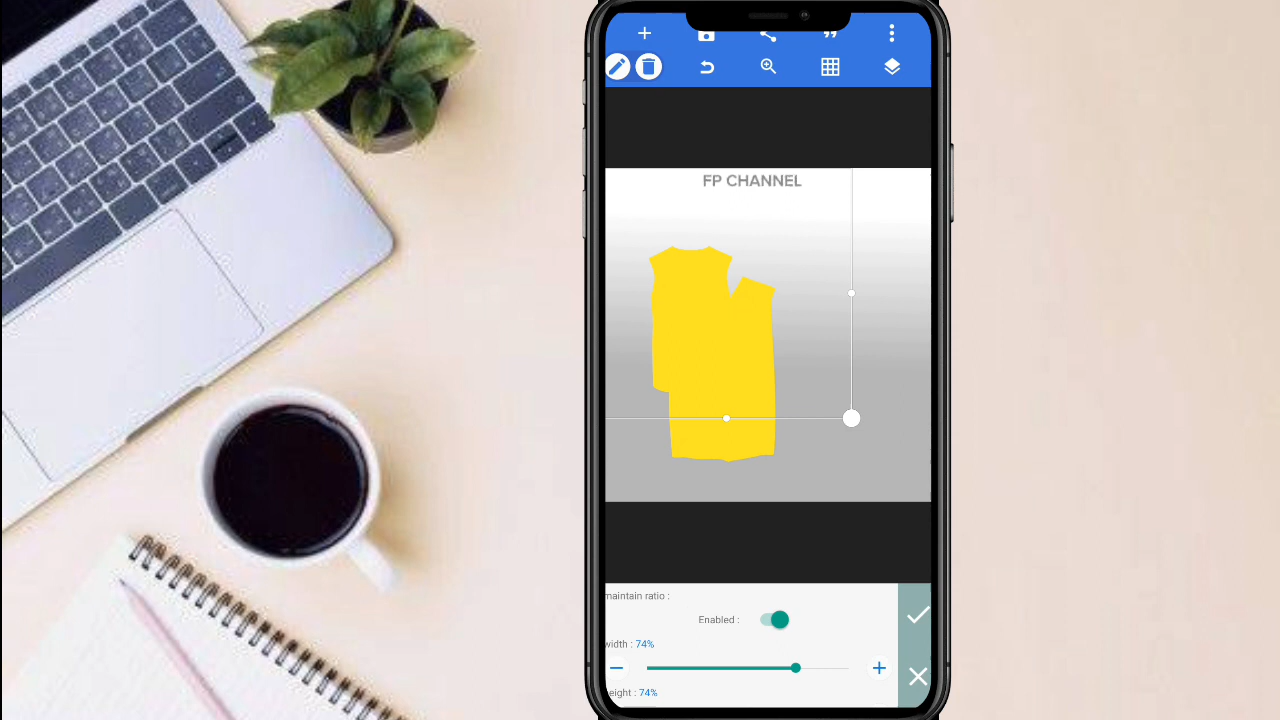 FP CHANNEL
maintain ratio :
Enabled :
width : 74%
eight : 74%